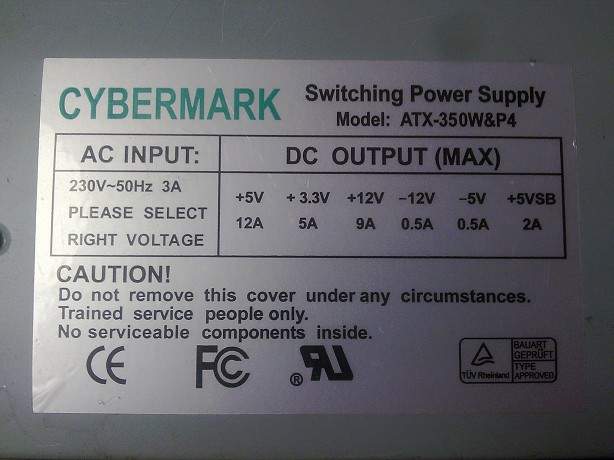 CYBERMARK
Switching Power Supply
Model: ATX-350W&P4
AC INPUT:
DC OUTPUT (MAX)
230V~50Hz 3A
PLEASE SELECT
RIGHT VOLTAGE
+5V + 3.3V +12V –12V –5V +5VSB
12A 5A 9A 0.5A 0.5A 2A
CAUTION!
Do not remove this cover under any circumstances.
Trained service people only.
No serviceable components inside.
CE FC ® RU
TÜV Rheinland
BAUART
GEPRÜFT
TYPE
APPROVED